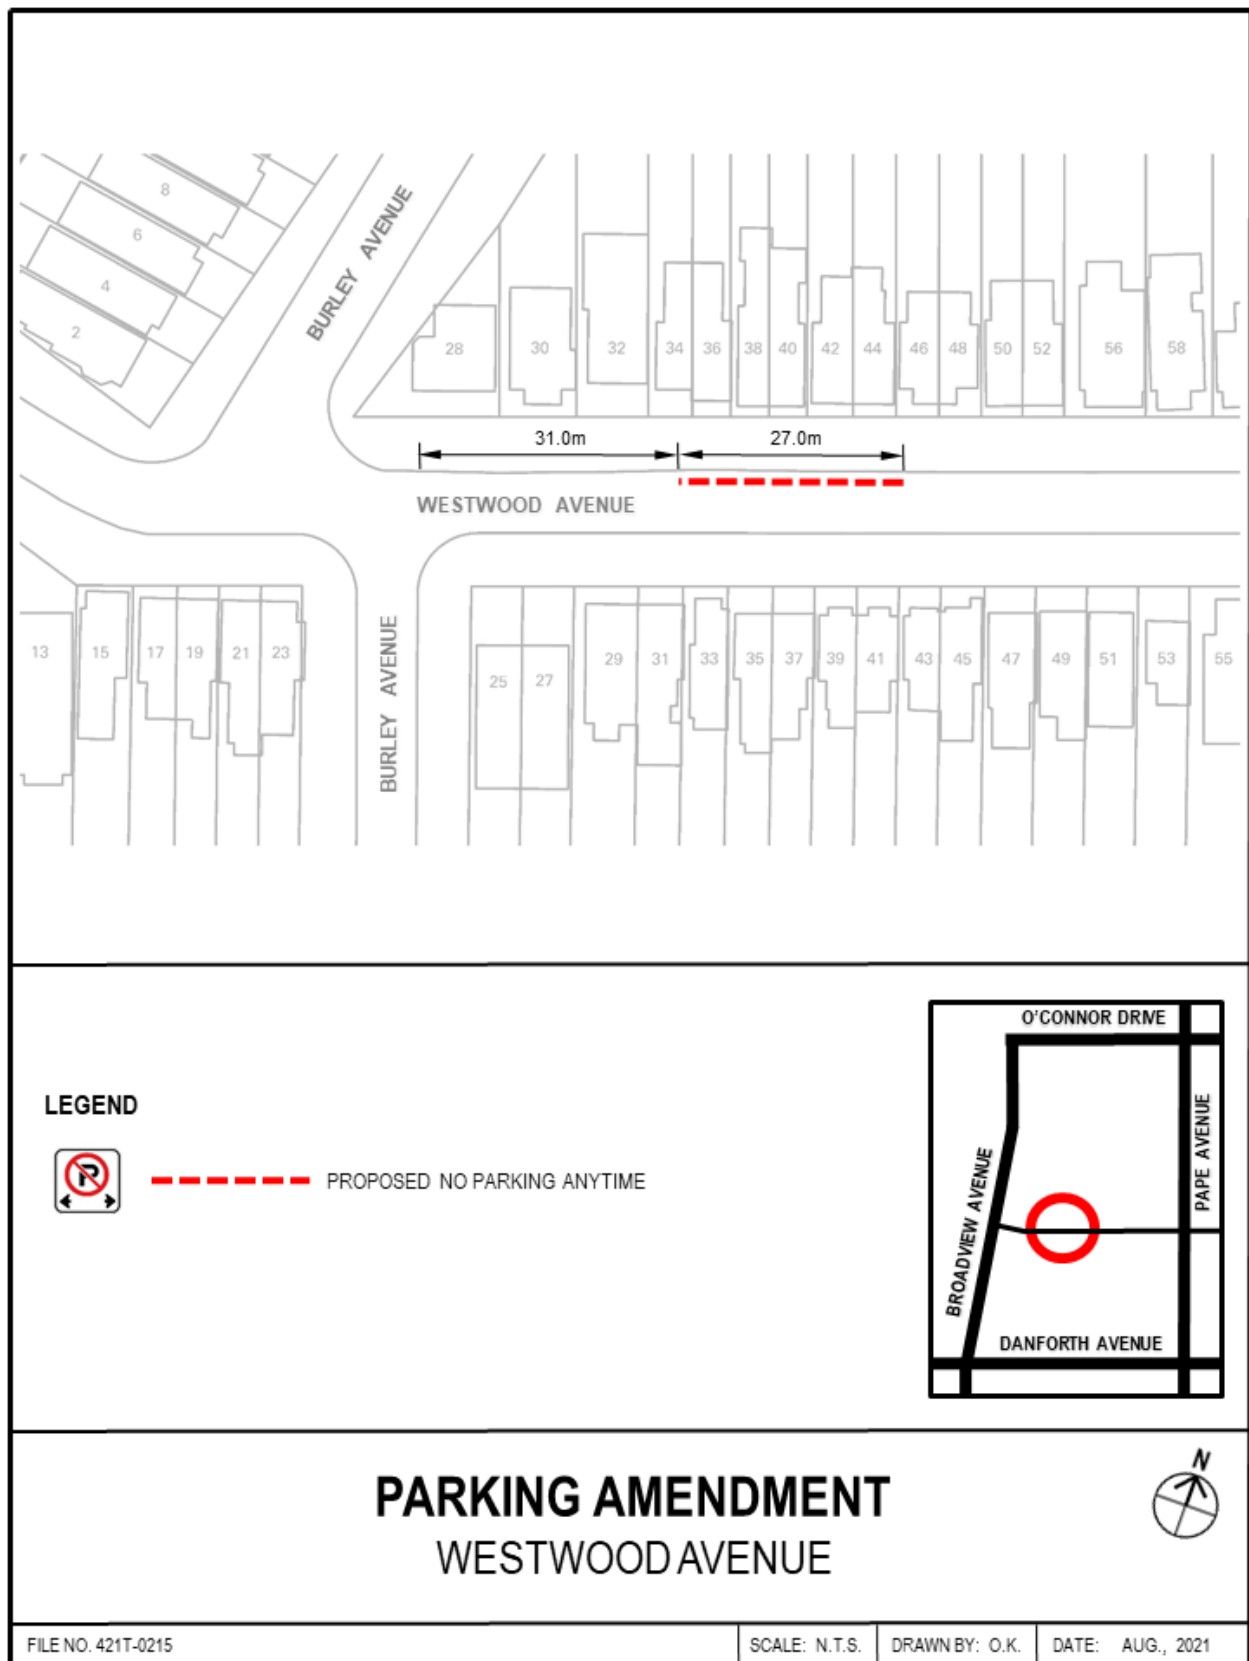 8
6
4
2
BURLEY AVENUE
28 30 32 34 36 38 40 42 44 46 48 50 52 56 58
31.0m 27.0m
WESTWOOD AVENUE
BURLEY AVENUE
13 15 17 19 21 23 25 27 29 31 33 35 37 39 41 43 45 47 49 51 53 55
O'CONNOR DRIVE
BROADVIEW AVENUE
PAPE AVENUE
DANFORTH AVENUE
LEGEND
P
PROPOSED NO PARKING ANYTIME
PARKING AMENDMENT
WESTWOOD AVENUE
N
FILE NO. 421T-0215
SCALE: N.T.S.
DRAWN BY: O.K.
DATE: AUG., 2021